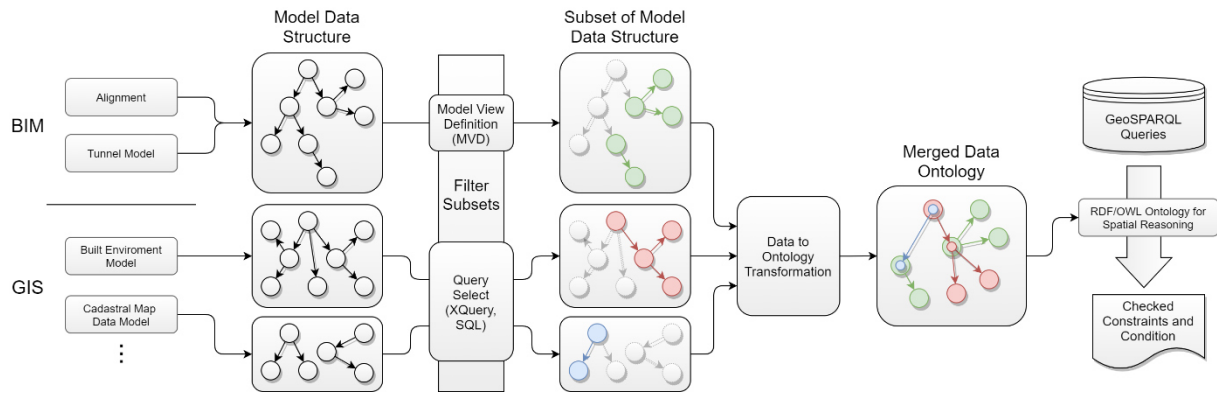 Model Data
Structure
Subset of Model
Data Structure
BIM
Alignment
Tunnel Model
Model View
Definition
(MVD)
Filter
Subsets
GeoSPARQL
Queries
Merged Data
Ontology
RDF/OWL Ontology for
Spatial Reasoning
GIS
Built Enviroment
Model
Cadastral Map
Data Model
⋮
Query
Select
(XQuery,
SQL)
Data to
Ontology
Transformation
Checked
Constraints and
Condition